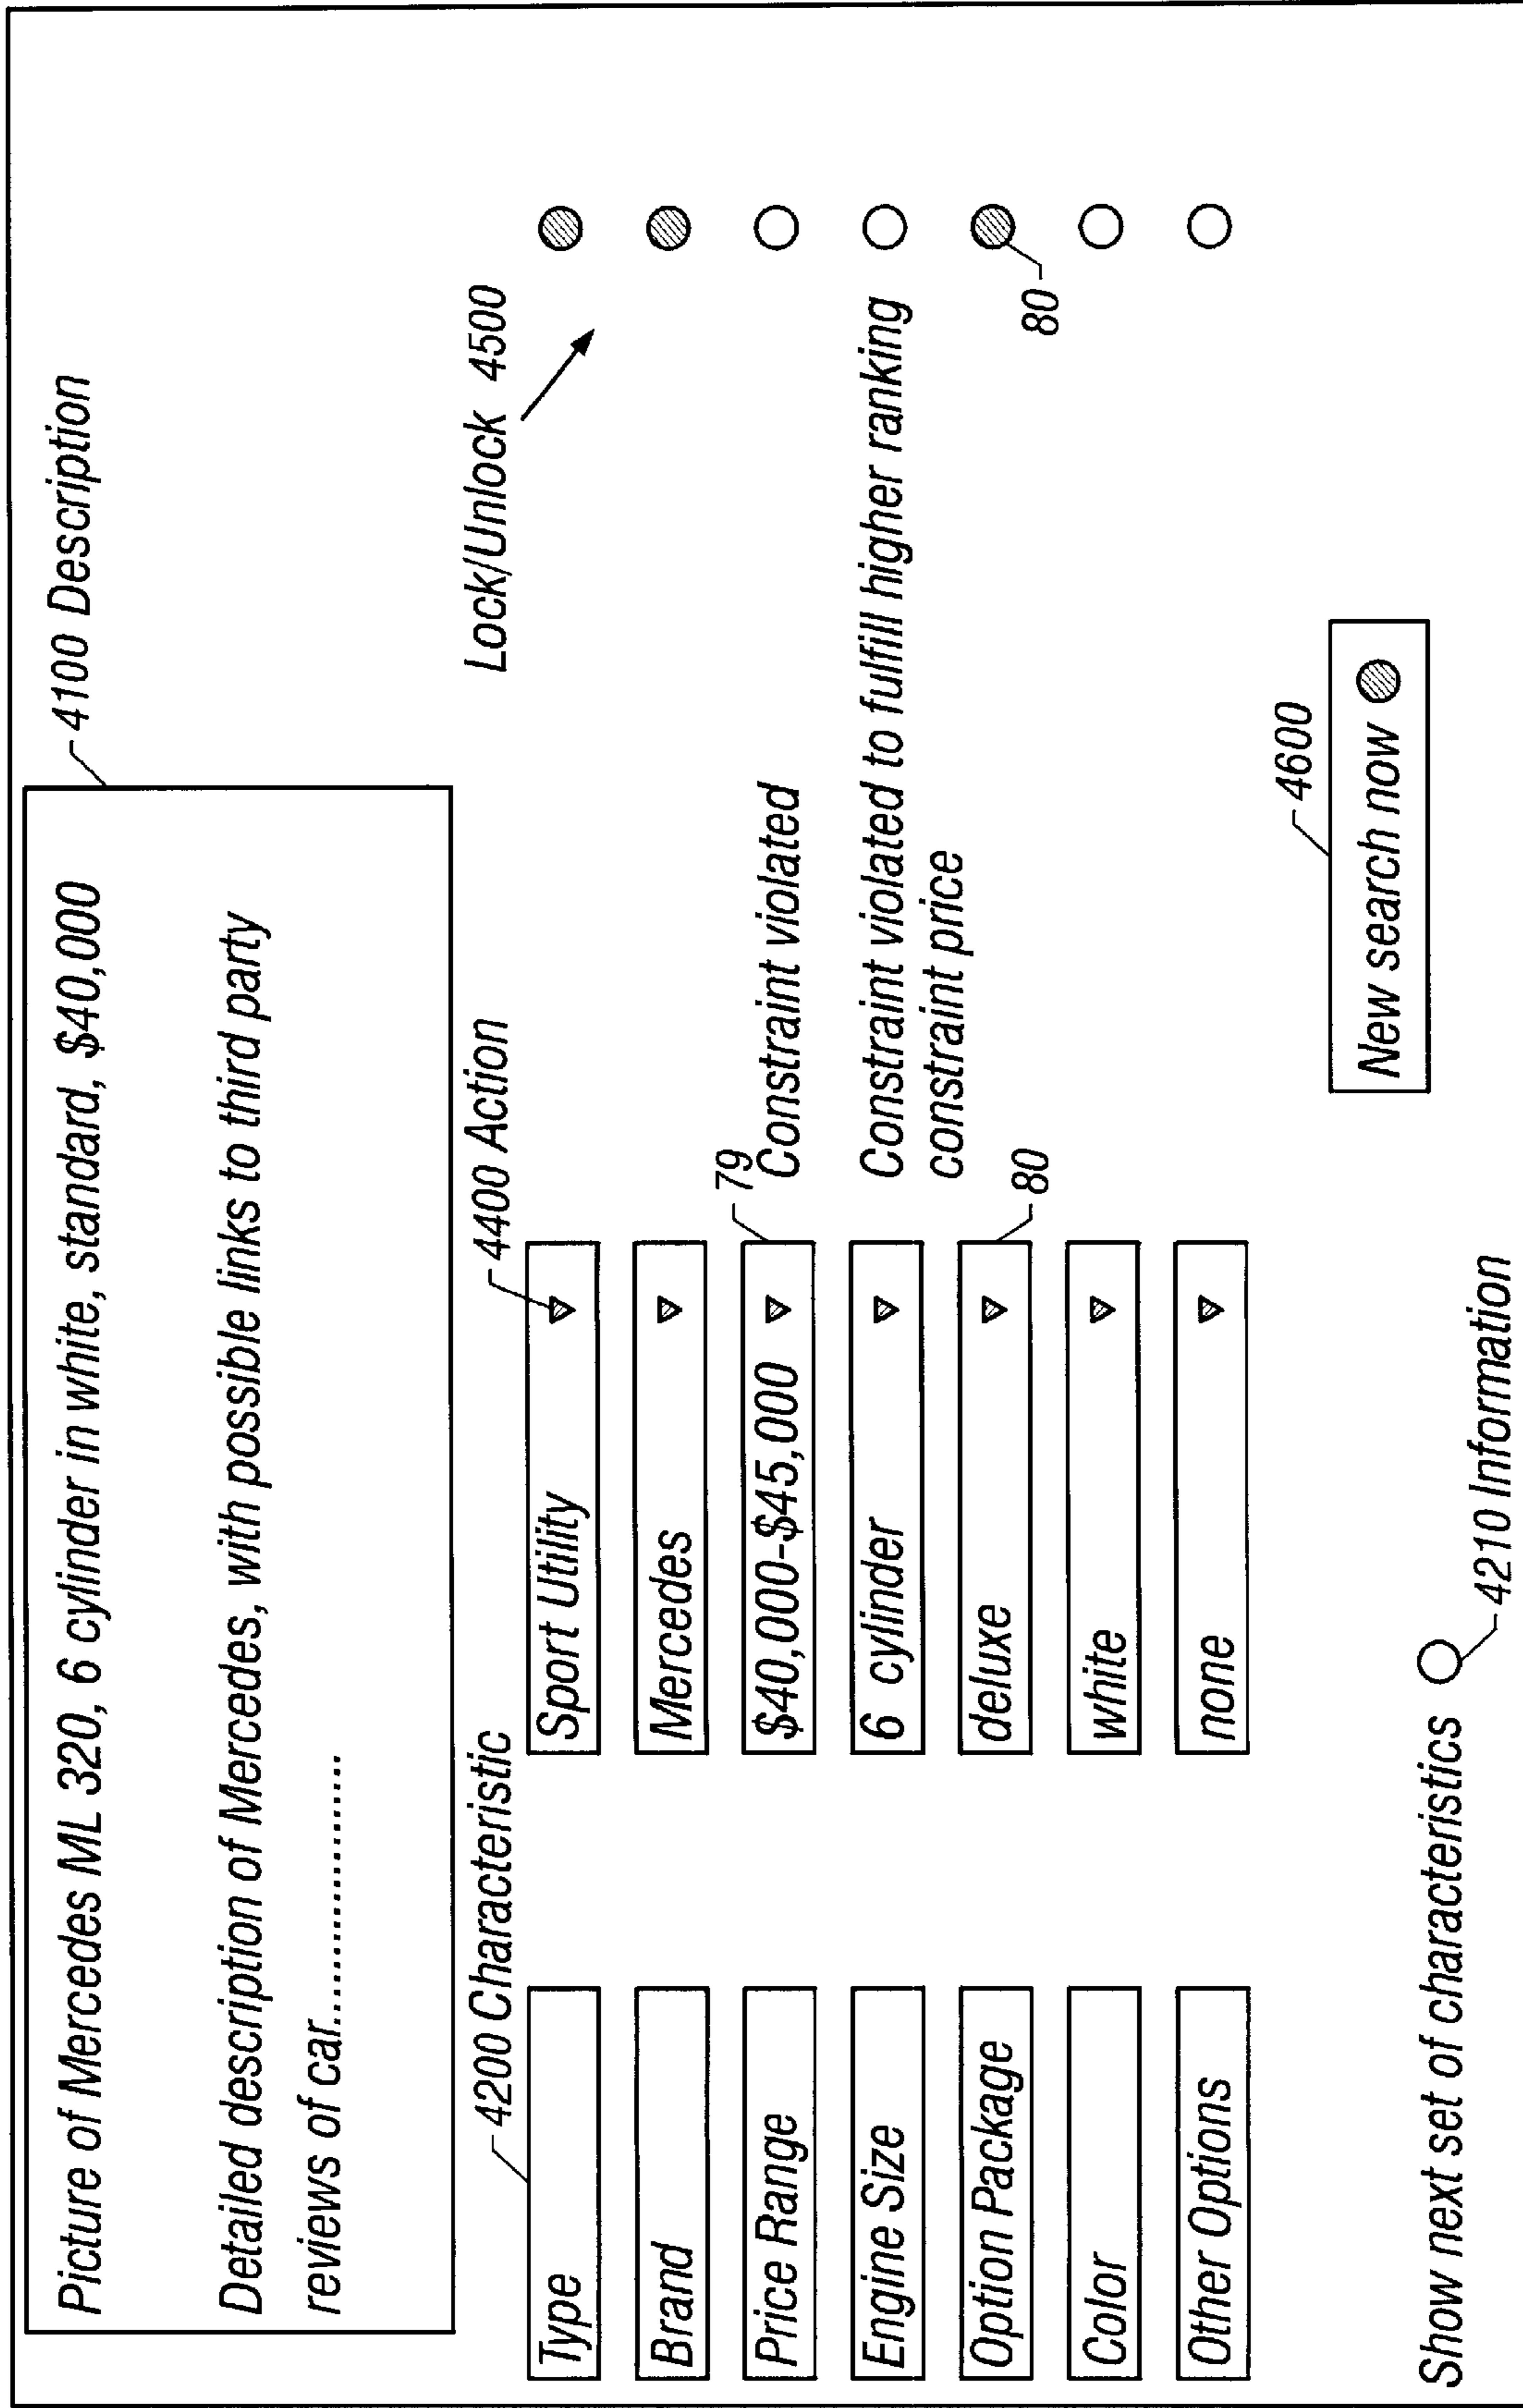 4100 Description
Picture of Mercedes ML 320, 6 cylinder in white, standard, $40,000
Detailed description of Mercedes, with possible links to third party
reviews of car..................
4200 Characteristic
4400 Action
Lock/Unlock 4500
Type
Sport Utility
Brand
Mercedes
79
Price Range
$40,000-$45,000
Constraint violated
Engine Size
6 cylinder
Constraint violated to fulfill higher ranking
constraint price
Option Package
deluxe
80
80
Color
white
Other Options
none
4600
New search now
Show next set of characteristics
4210 Information